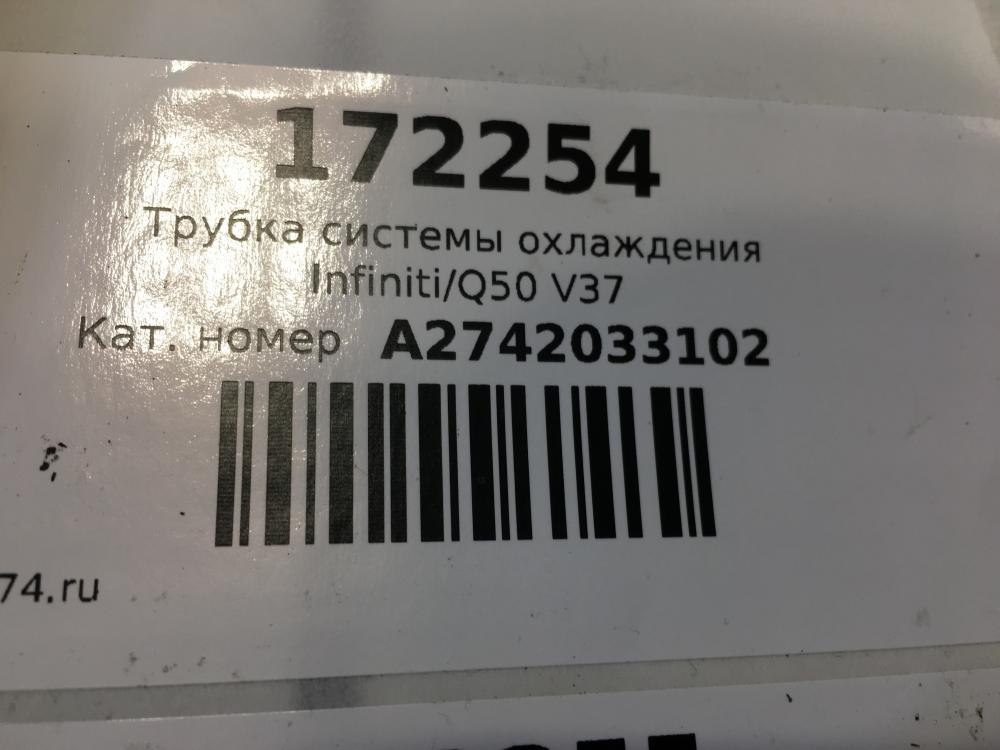 172254
Трубка системы охлаждения
Infiniti/Q50 V37
Кат. номер A2742033102
74.ru